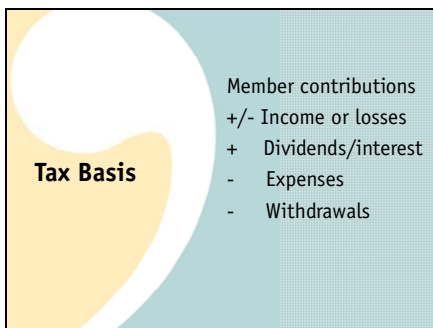 Tax Basis
Member contributions
+/- Income or losses
+ Dividends/interest
- Expenses
- Withdrawals